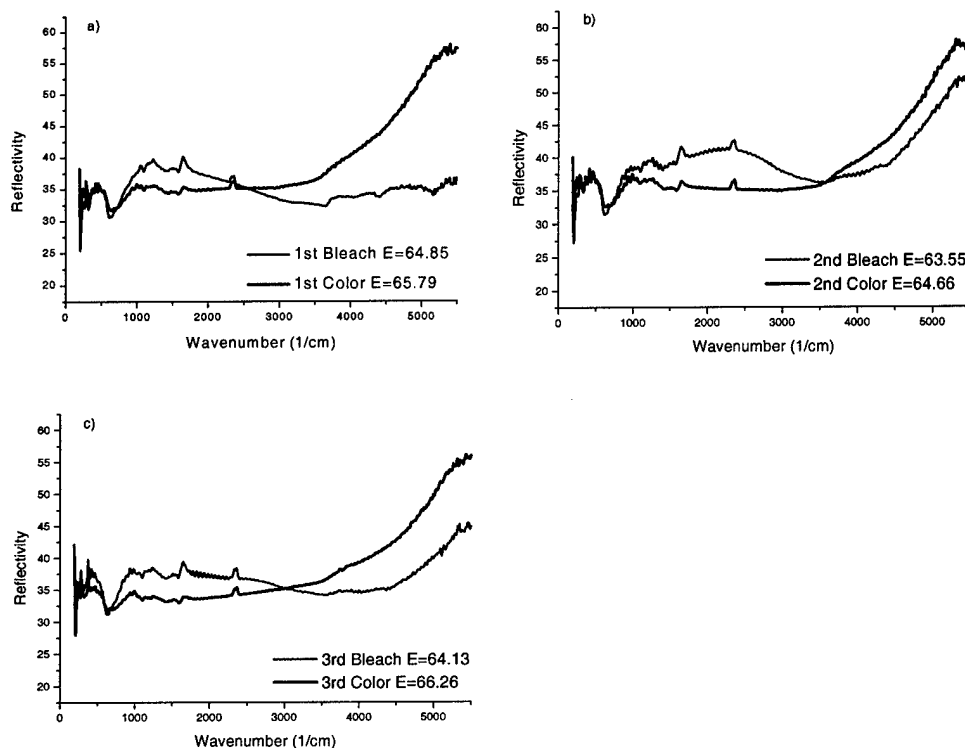 a)
Reflectivity
60
55
50
45
40
35
30
25
20
0 1000 2000 3000 4000 5000
Wavenumber (1/cm)
1st Bleach E=64.85
1st Color E=65.79
b)
Reflectivity
60
55
50
45
40
35
30
25
20
0 1000 2000 3000 4000 5000
Wavenumber (1/cm)
2nd Bleach E=63.55
2nd Color E=64.66
c)
Reflectivity
60
55
50
45
40
35
30
25
20
0 1000 2000 3000 4000 5000
Wavenumber (1/cm)
3rd Bleach E=64.13
3rd Color E=66.26